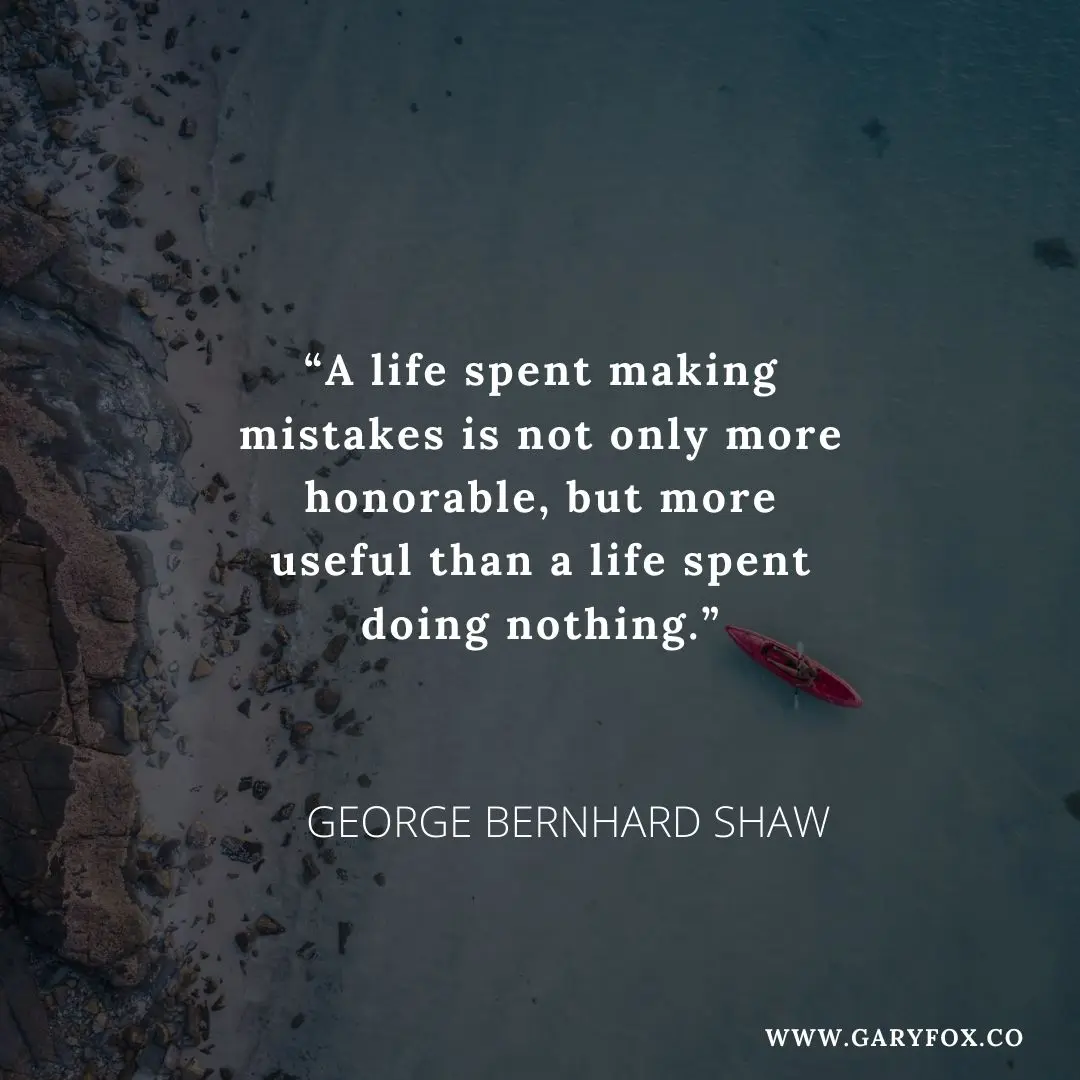 “A life spent making
mistakes is not only more
honorable, but more
useful than a life spent
doing nothing.”
GEORGE BERNHARD SHAW
WWW.GARYFOX.CO